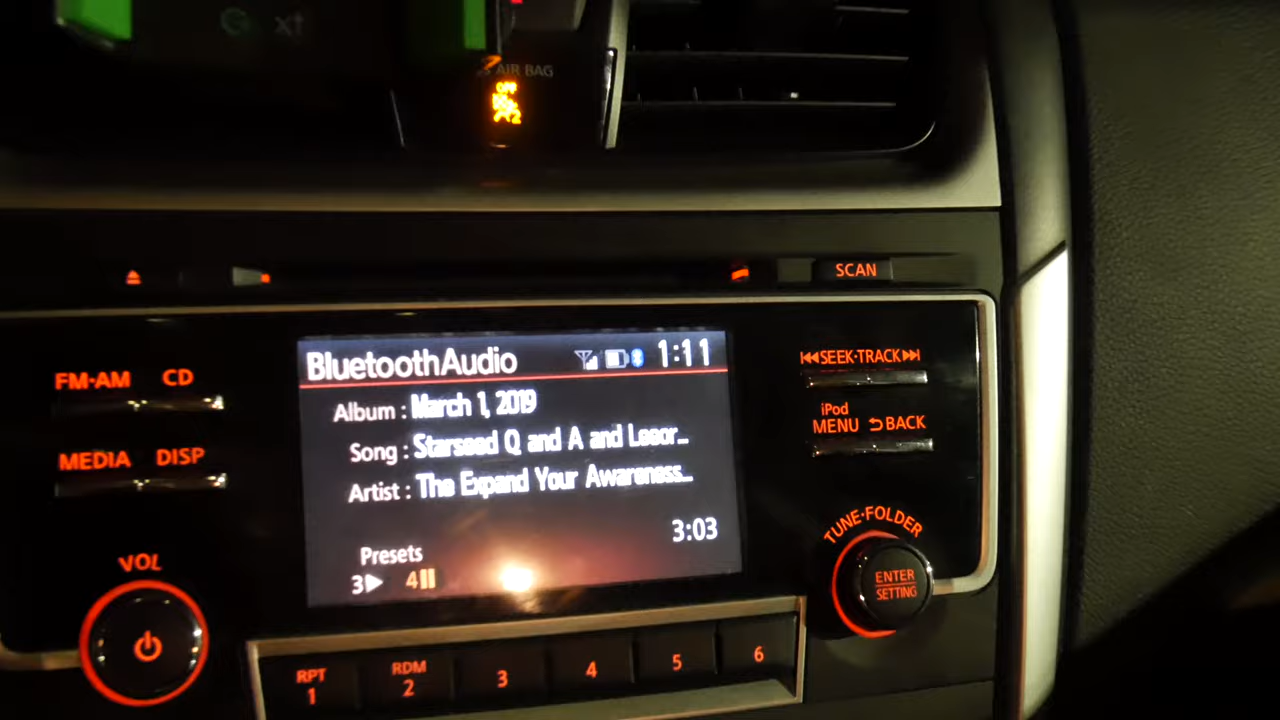 AIR BAG
OFF
2
SCAN
FM·AM CD
MEDIA DISP
VOL
BluetoothAudio 1:11
Album : March 1, 2019
Song : Starseed Q and A and Leeor...
Artist : The Expand Your Awareness...
3:03
Presets
3 4
SEEK·TRACK
iPod
MENU BACK
TUNE·FOLDER
ENTER
SETTING
RPT RDM
1 2 3 4 5 6